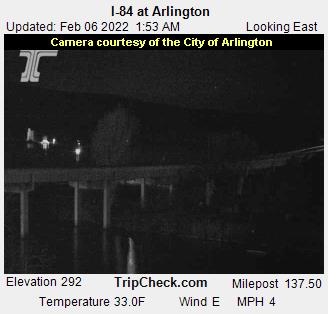 I-84 at Arlington
Updated: Feb 06 2022 1:53 AM Looking East
Camera courtesy of the City of Arlington
Elevation 292 TripCheck.com Milepost 137.50
Temperature 33.0F Wind E MPH 4